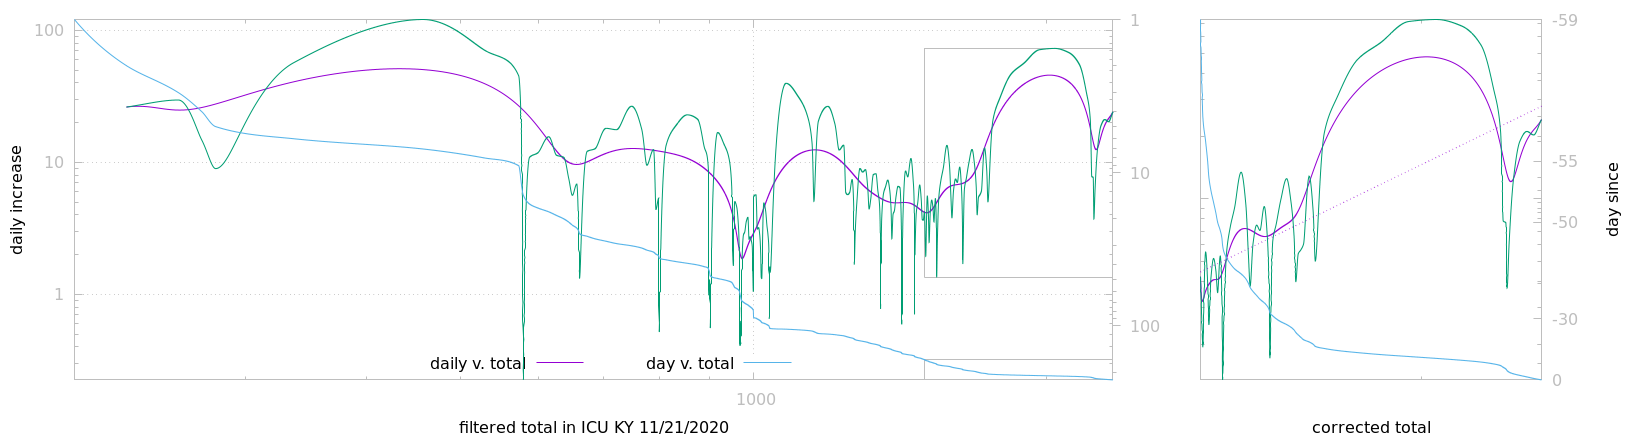 100
10
1
daily increase
daily v. total
day v. total
1000
filtered total in ICU KY 11/21/2020
1
10
100
-59
-55
-50
-30
0
day since
corrected total